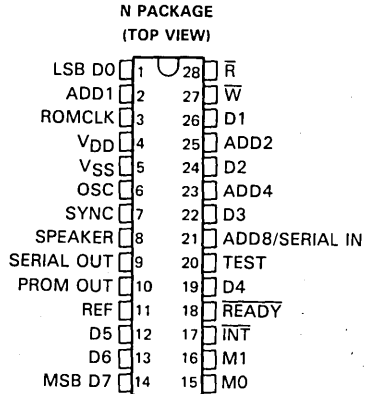 N PACKAGE
(TOP VIEW)
LSB D0 1 28 R̅
ADD1 2 27 W̅
ROMCLK 3 26 D1
VDD 4 25 ADD2
VSS 5 24 D2
OSC 6 23 ADD4
SYNC 7 22 D3
SPEAKER 8 21 ADD8/SERIAL IN
SERIAL OUT 9 20 TEST
PROM OUT 10 19 D4
REF 11 18 R̅E̅A̅D̅Y̅
D5 12 17 I̅N̅T̅
D6 13 16 M1
MSB D7 14 15 M0